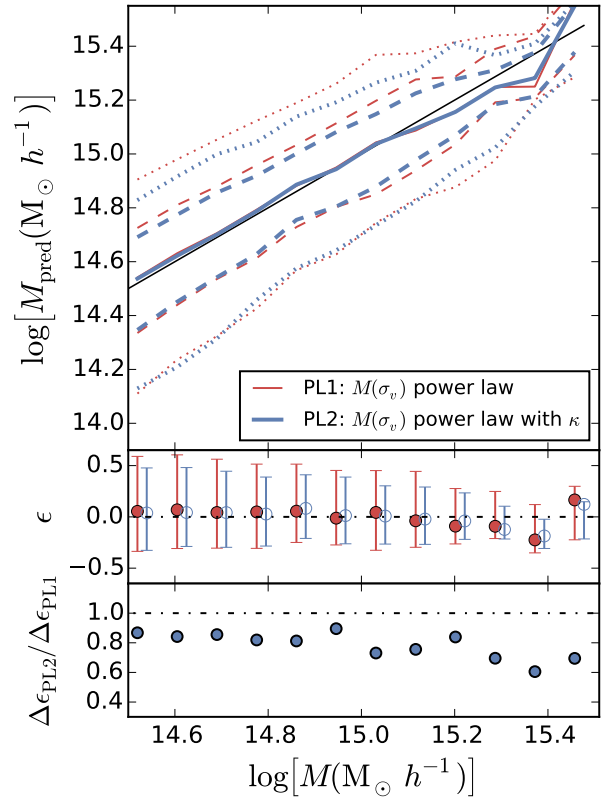 log[M_pred(M_⊙ h⁻¹)]
15.4
15.2
15.0
14.8
14.6
14.4
14.2
14.0
PL1: M(σ_v) power law
PL2: M(σ_v) power law with κ
ϵ
0.5
0.0
−0.5
Δϵ_PL2/Δϵ_PL1
1.0
0.8
0.6
0.4
14.6 14.8 15.0 15.2 15.4
log[M(M_⊙ h⁻¹)]